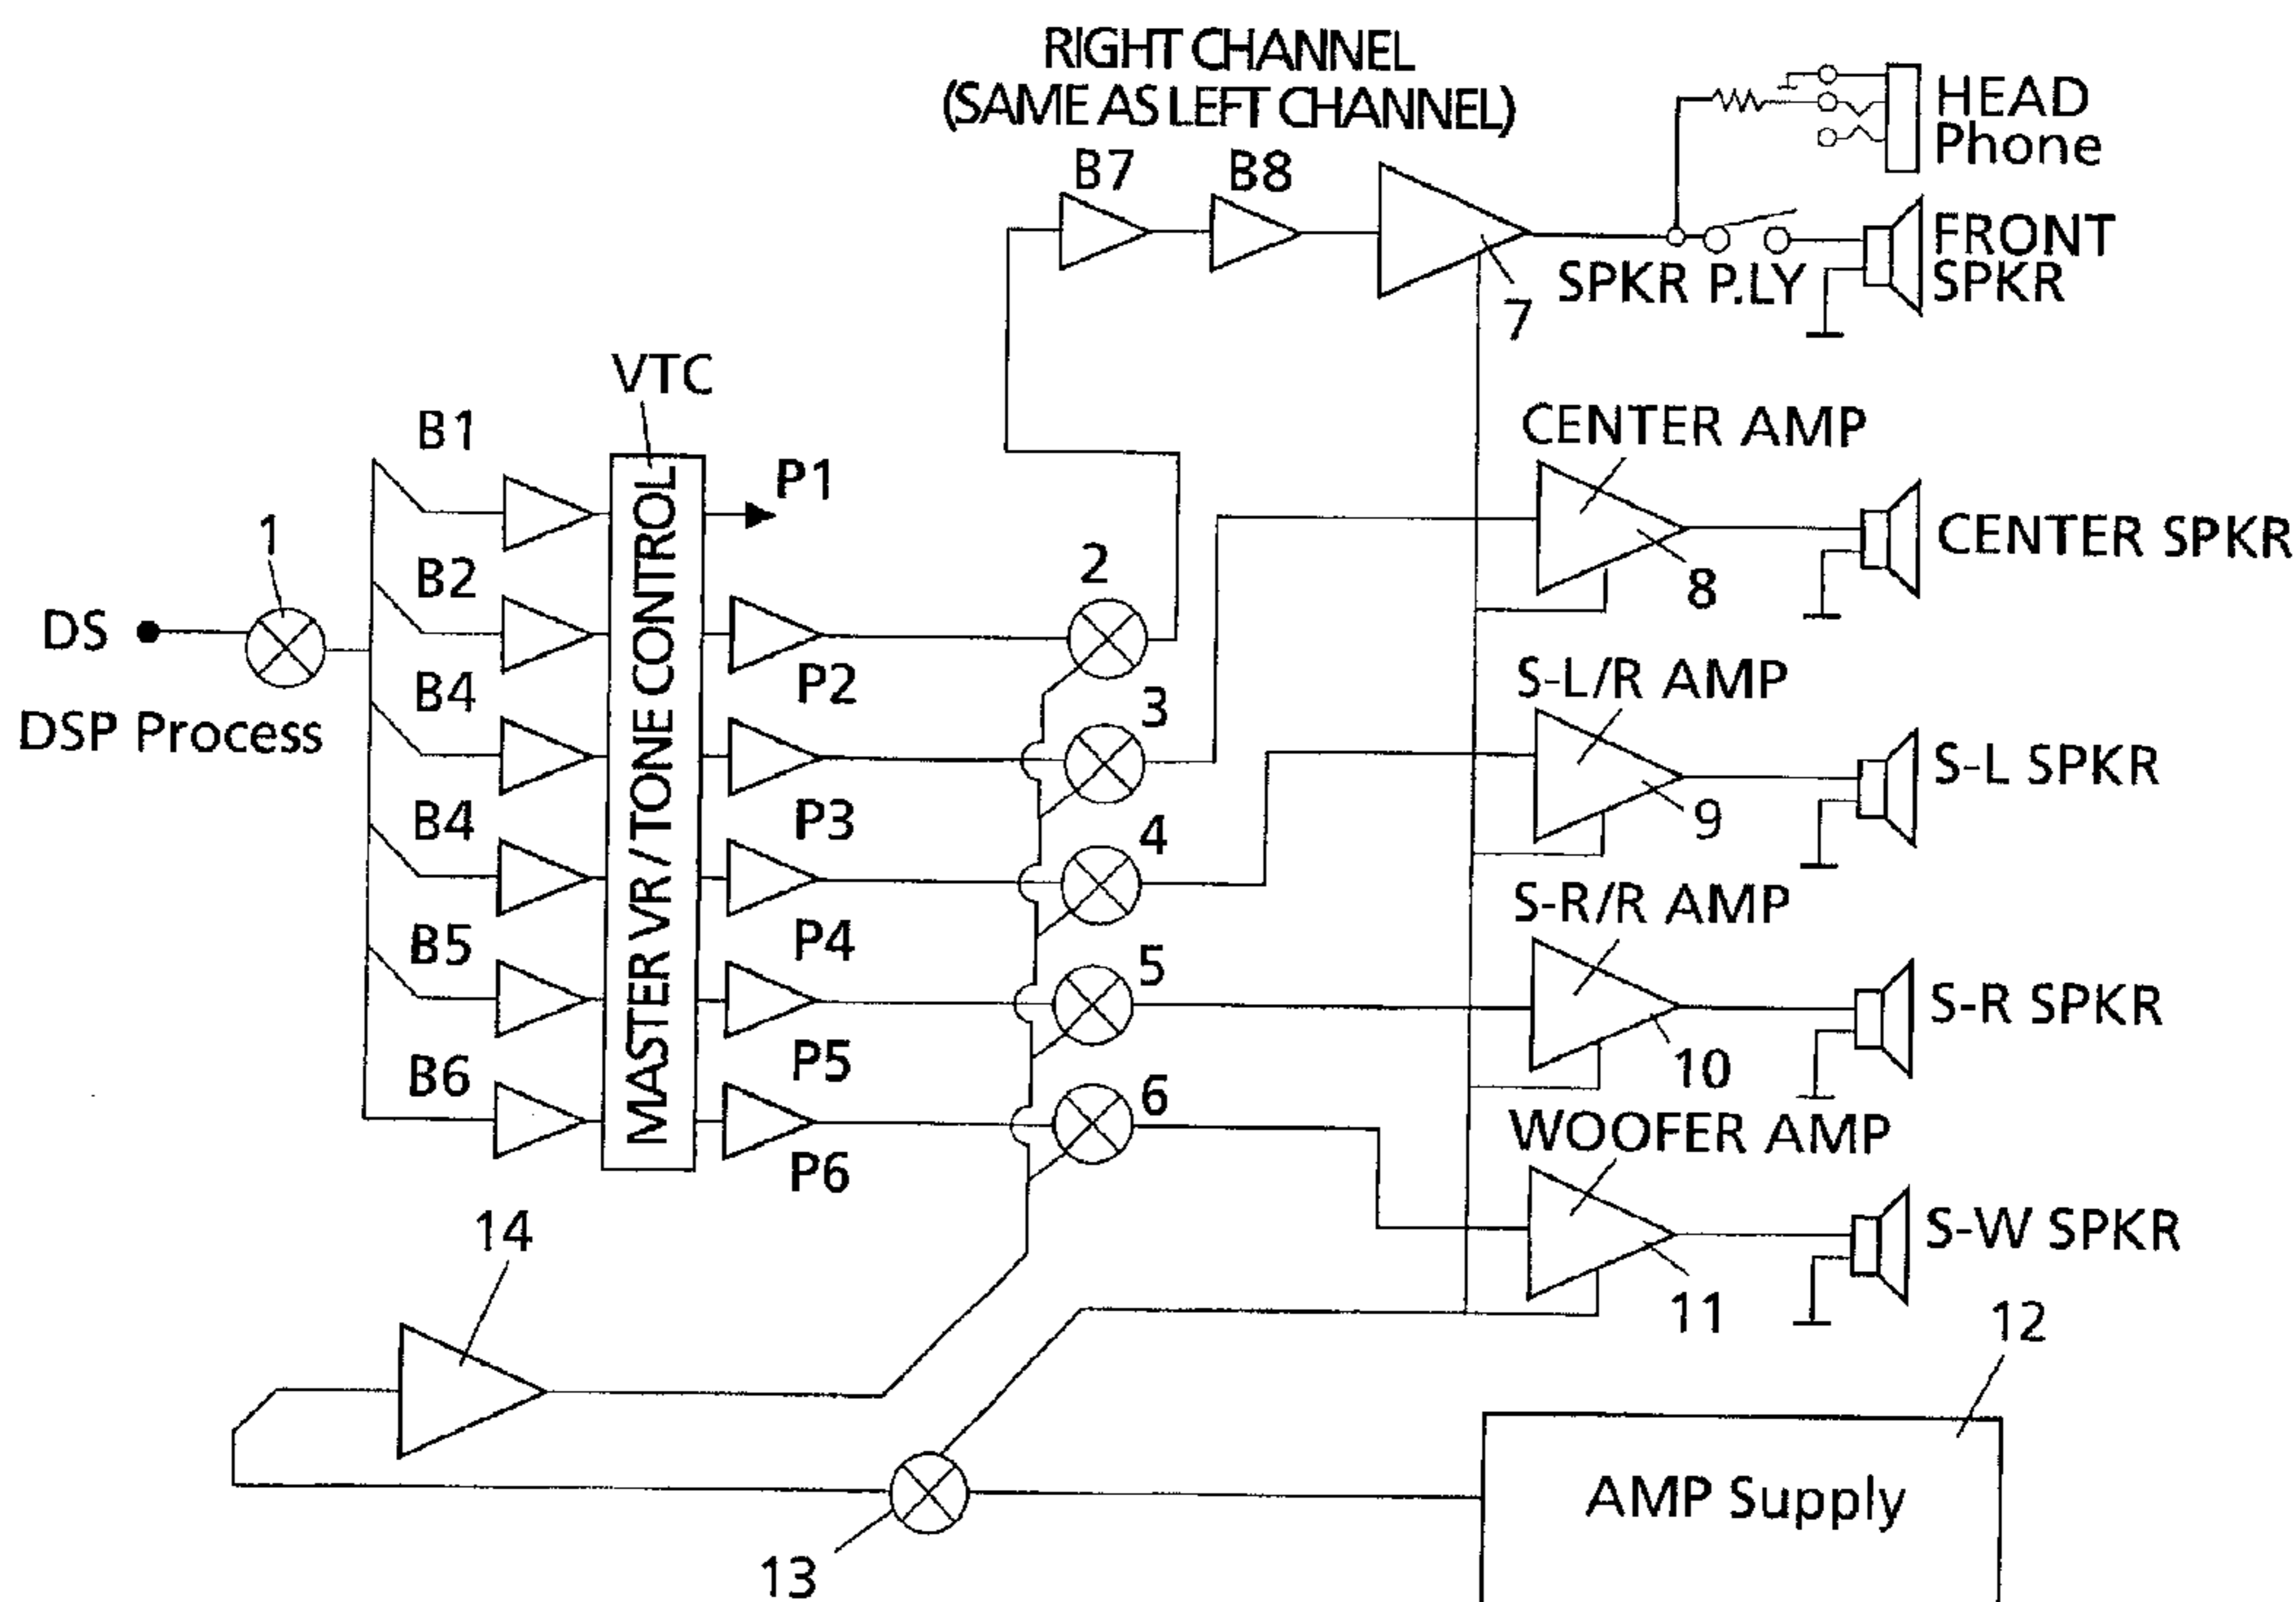 RIGHT CHANNEL
(SAME AS LEFT CHANNEL)
HEAD
Phone
B7
B8
FRONT
SPKR
SPKR P.LY
7
VTC
B1
P1
CENTER AMP
8
CENTER SPKR
1
B2
2
DS
DSP Process
MASTER VR / TONE CONTROL
P2
B4
3
S-L/R AMP
9
S-L SPKR
P3
B4
4
S-R/R AMP
10
S-R SPKR
P4
B5
5
P5
B6
6
WOOFER AMP
11
S-W SPKR
P6
14
12
AMP Supply
13